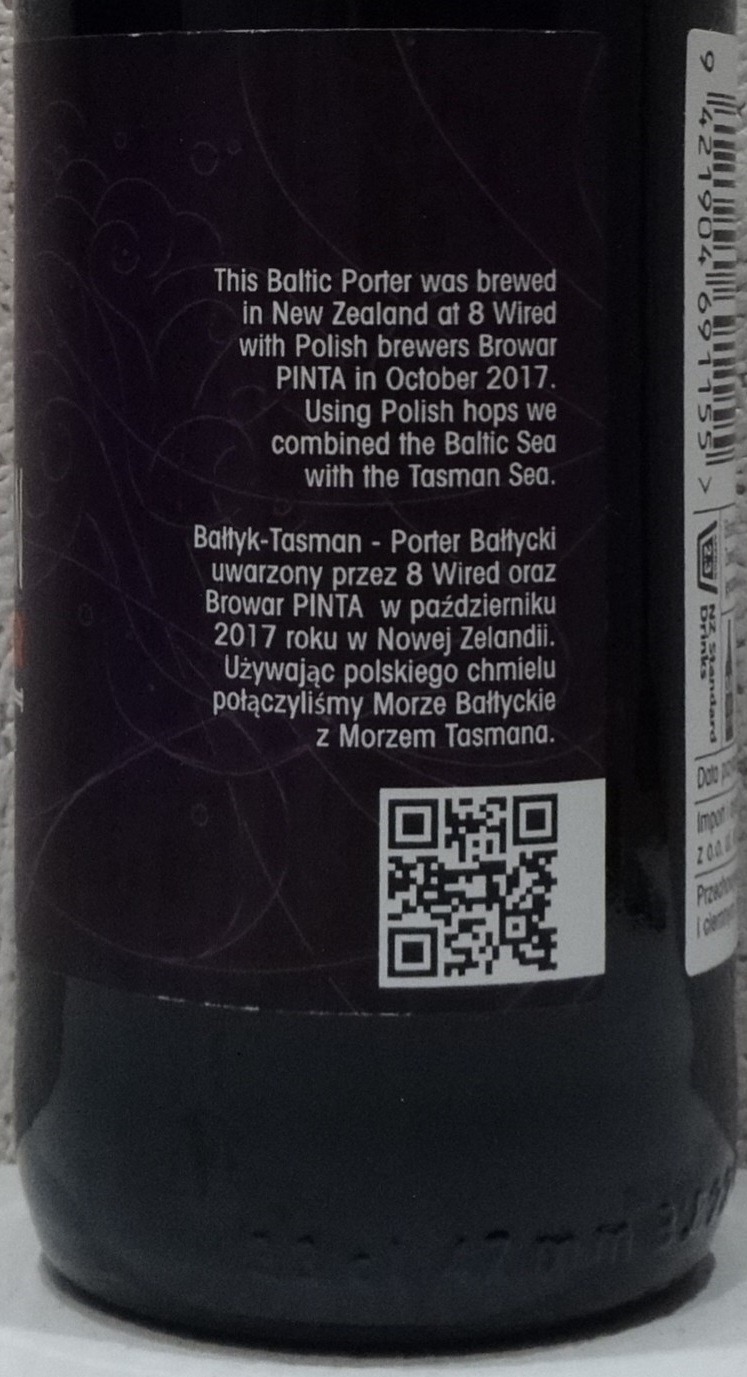 This Baltic Porter was brewed
in New Zealand at 8 Wired
with Polish brewers Browar
PINTA in October 2017.
Using Polish hops we
combined the Baltic Sea
with the Tasman Sea.
Bałtyk-Tasman - Porter Bałtycki
uwarzony przez 8 Wired oraz
Browar PINTA w październiku
2017 roku w Nowej Zelandii.
Używając polskiego chmielu
połączyliśmy Morze Bałtyckie
z Morzem Tasmana.
9 421904 691155 >
NZ Standard
Drinks
Data
Import
z o.o.